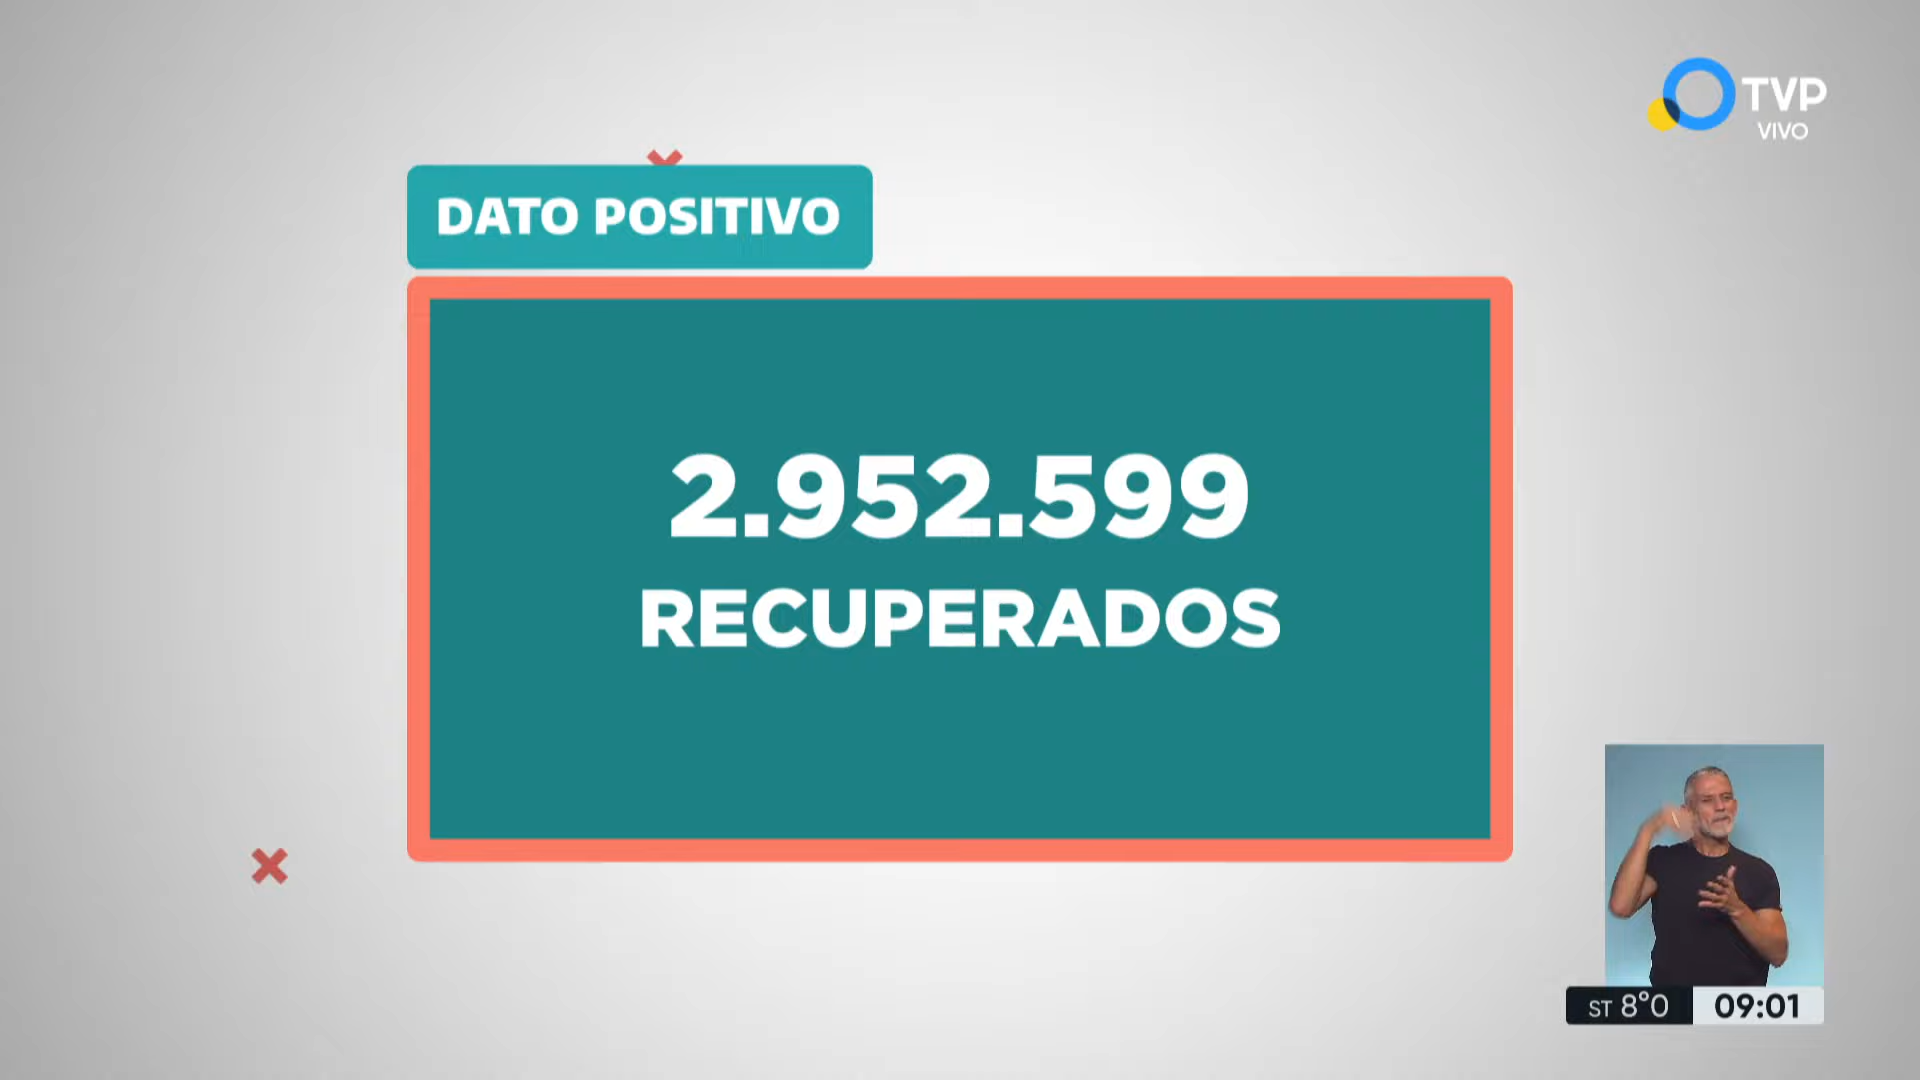 TVP
VIVO
DATO POSITIVO
2.952.599
RECUPERADOS
ST 8°0
09:01